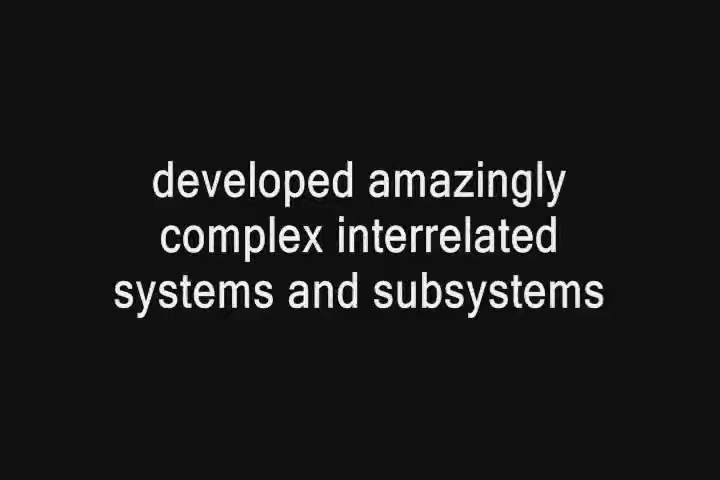 developed amazingly
complex interrelated
systems and subsystems